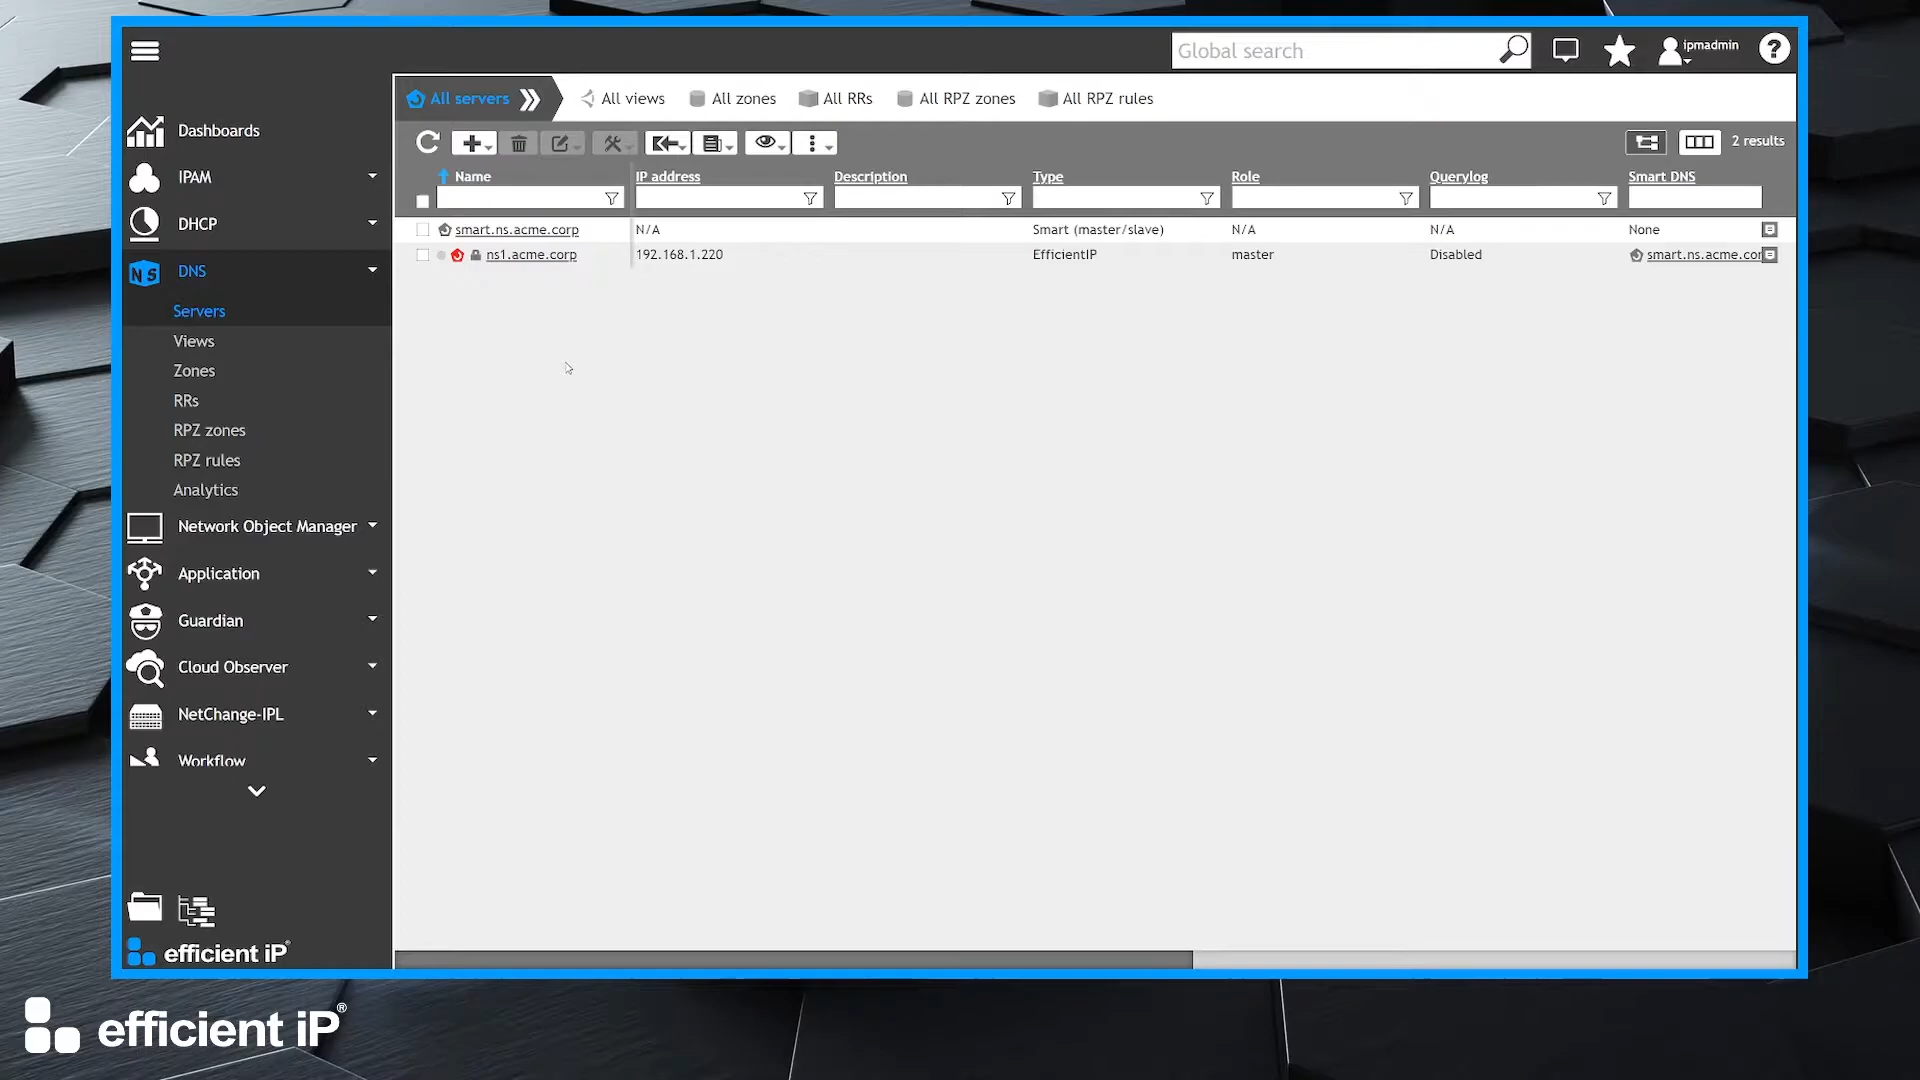 Global search
ipmadmin
?
All servers
All views
All zones
All RRs
All RPZ zones
All RPZ rules
2 results
Dashboards
IPAM
DHCP
NS
DNS
Servers
Views
Zones
RRs
RPZ zones
RPZ rules
Analytics
Network Object Manager
Application
Guardian
Cloud Observer
NetChange-IPL
Workflow
efficient iP®
Name IP address Description Type Role Querylog Smart DNS
smart.ns.acme.corp N/A Smart (master/slave) N/A N/A None
ns1.acme.corp 192.168.1.220 EfficientIP master Disabled smart.ns.acme.cor
efficient iP®